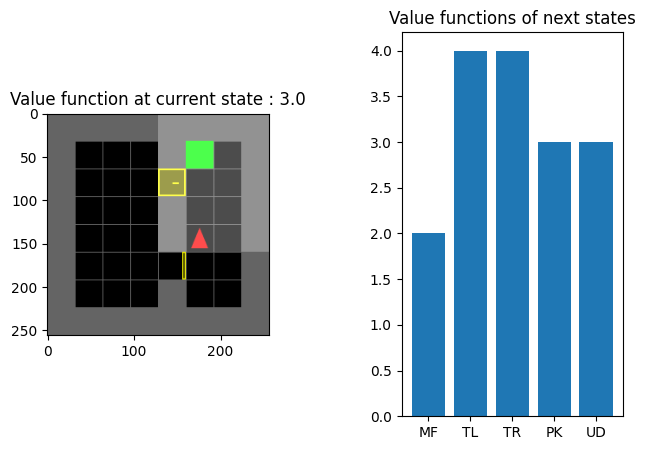 Value function at current state : 3.0
0
50
100
150
200
250
0
100
200
Value functions of next states
4.0
3.5
3.0
2.5
2.0
1.5
1.0
0.5
0.0
MF
TL
TR
PK
UD